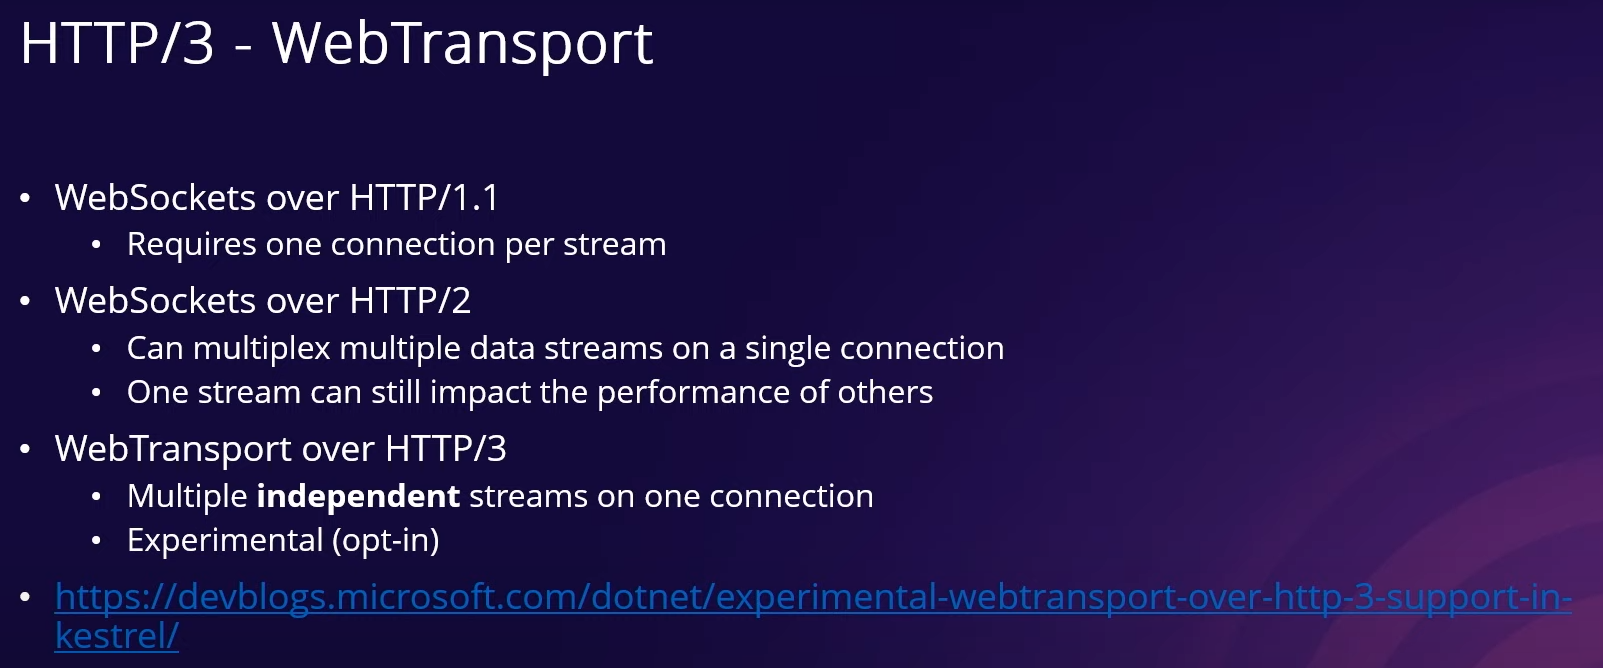 HTTP/3 - WebTransport
• WebSockets over HTTP/1.1
• Requires one connection per stream
• WebSockets over HTTP/2
• Can multiplex multiple data streams on a single connection
• One stream can still impact the performance of others
• WebTransport over HTTP/3
• Multiple independent streams on one connection
• Experimental (opt-in)
• https://devblogs.microsoft.com/dotnet/experimental-webtransport-over-http-3-support-in-
kestrel/